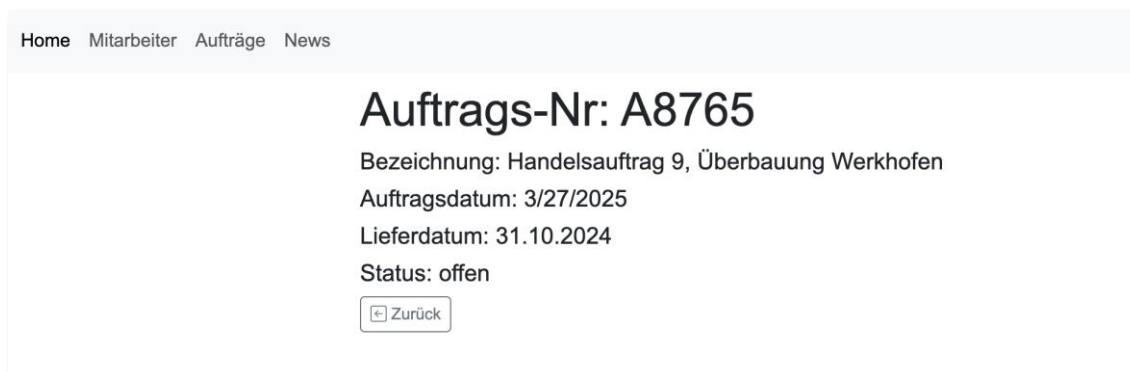 Home Mitarbeiter Aufträge News
Auftrags-Nr: A8765
Bezeichnung: Handelsauftrag 9, Überbauung Werkhofen
Auftragsdatum: 3/27/2025
Lieferdatum: 31.10.2024
Status: offen
Zurück